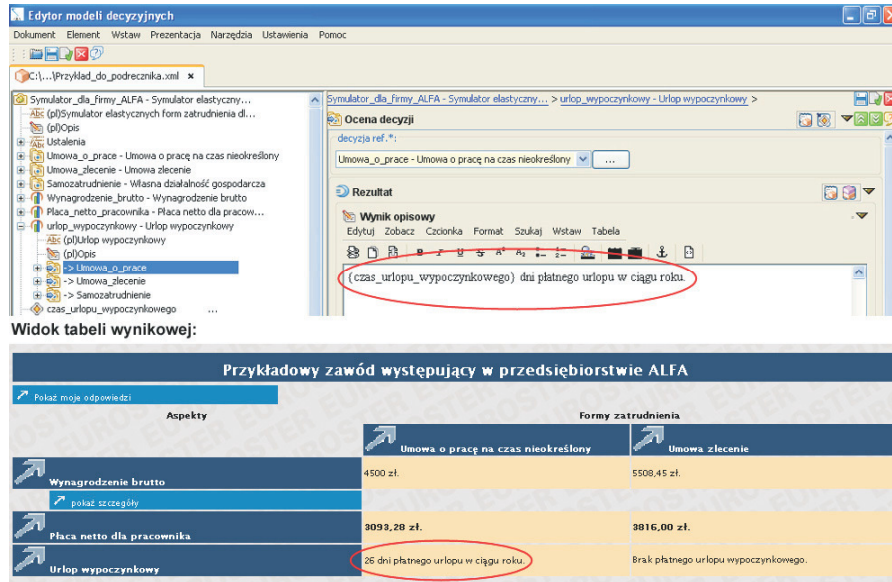 Edytor modeli decyzyjnych
Dokument Element Wstaw Prezentacja Narzędzia Ustawienia Pomoc
C:\...\Przyklad_do_podrecznika.xml
Symulator_dla_firmy_ALFA - Symulator elastyczny...
Abc (pl)Symulator elastycznych form zatrudnienia dl...
(pl)Opis
Ustalenia
Umowa_o_prace - Umowa o pracę na czas nieokreślony
Umowa_zlecenie - Umowa zlecenie
Samozatrudnienie - Własna działalność gospodarcza
Wynagrodzenie_brutto - Wynagrodzenie brutto
Placa_netto_pracownika - Płaca netto dla pracow...
urlop_wypoczynkowy - Urlop wypoczynkowy
Abc (pl)Urlop wypoczynkowy
(pl)Opis
-> Umowa_o_prace
-> Umowa_zlecenie
-> Samozatrudnienie
czas_urlopu_wypoczynkowego ...
Symulator_dla_firmy_ALFA - Symulator elastyczny... > urlop_wypoczynkowy - Urlop wypoczynkowy >
Ocena decyzji
decyzja ref.*:
Umowa_o_prace - Umowa o pracę na czas nieokreślony ...
Rezultat
Wynik opisowy
Edytuj Zobacz Czcionka Format Szukaj Wstaw Tabela
{czas_urlopu_wypoczynkowego} dni płatnego urlopu w ciągu roku.
Widok tabeli wynikowej:
Przykładowy zawód występujący w przedsiębiorstwie ALFA
Pokaż moje odpowiedzi
Aspekty Formy zatrudnienia
Umowa o pracę na czas nieokreślony Umowa zlecenie
Wynagrodzenie brutto 4500 zł. 5508,45 zł.
pokaż szczegóły
Płaca netto dla pracownika 3093,28 zł. 3816,00 zł.
Urlop wypoczynkowy 26 dni płatnego urlopu w ciągu roku. Brak płatnego urlopu wypoczynkowego.